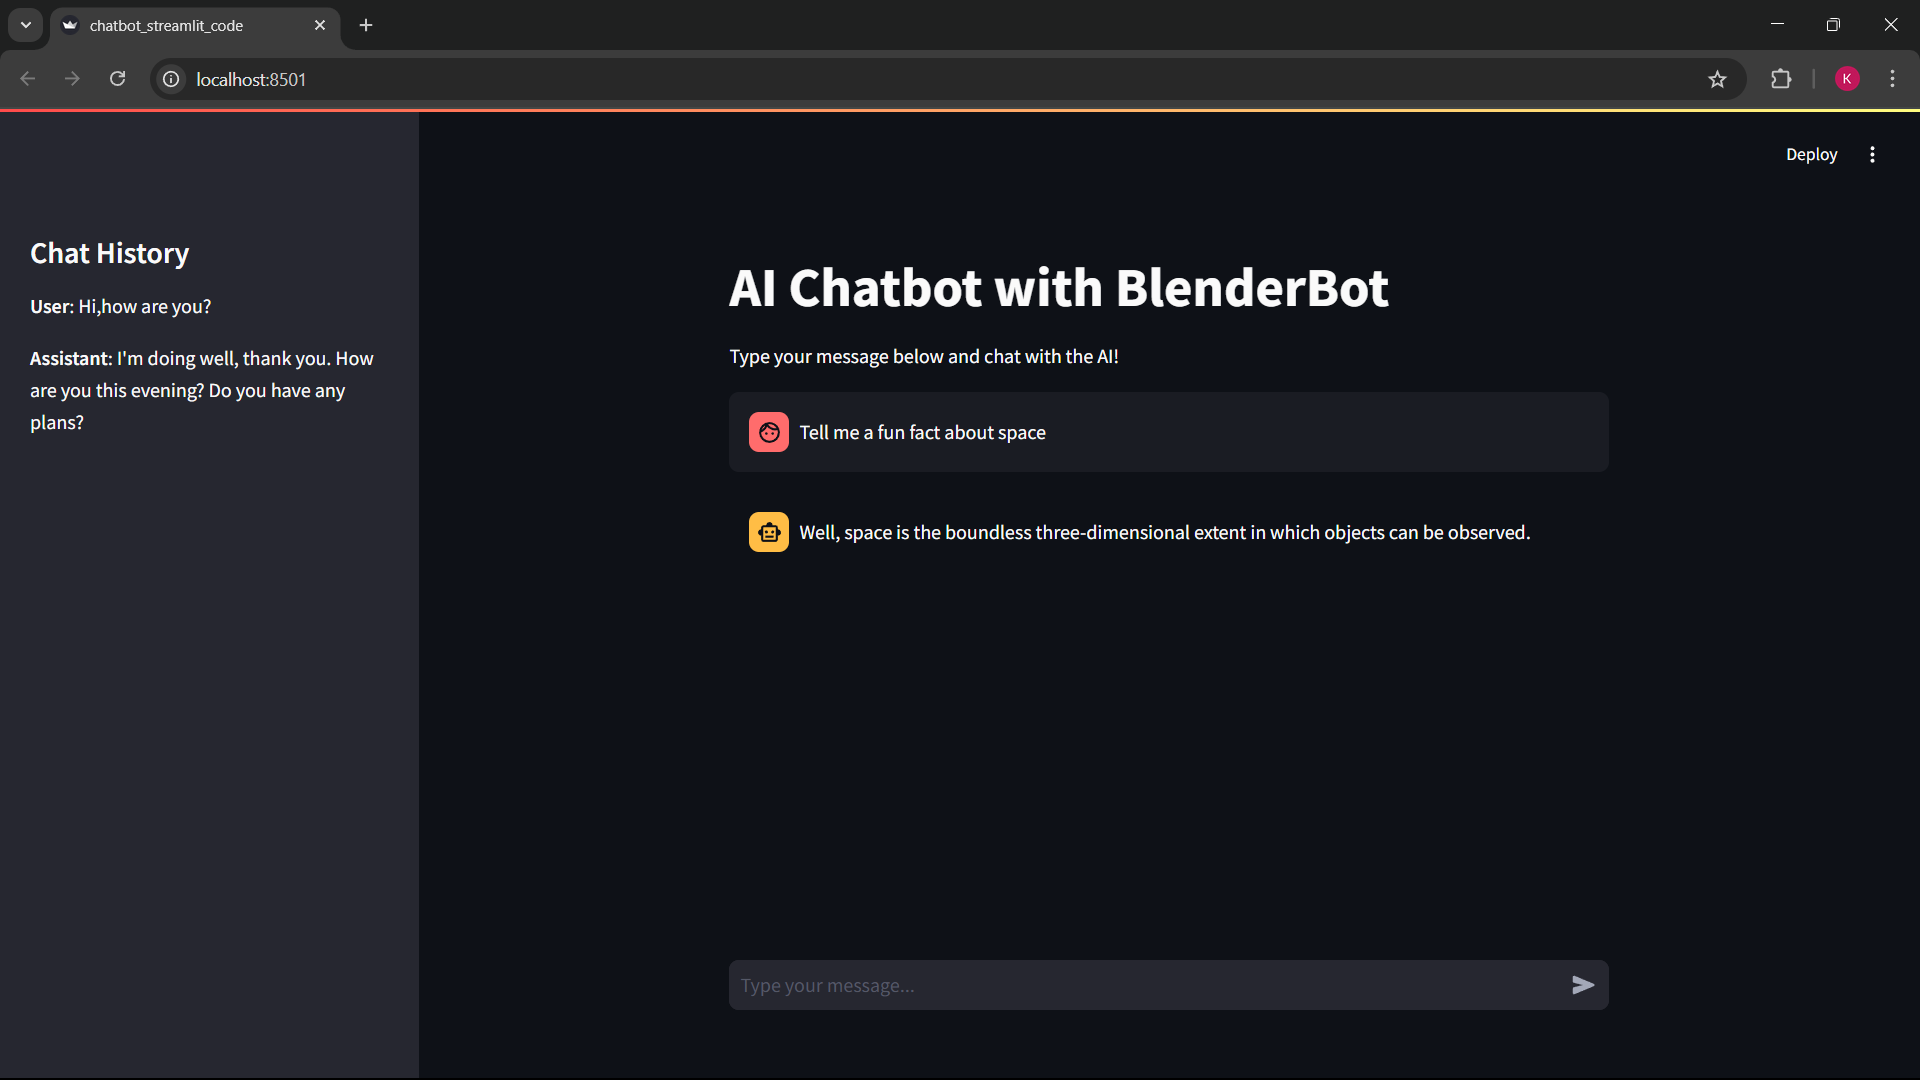 chatbot_streamlit_code
localhost:8501
K
Deploy
Chat History
User: Hi,how are you?
Assistant: I'm doing well, thank you. How
are you this evening? Do you have any
plans?
AI Chatbot with BlenderBot
Type your message below and chat with the AI!
Tell me a fun fact about space
Well, space is the boundless three-dimensional extent in which objects can be observed.
Type your message...